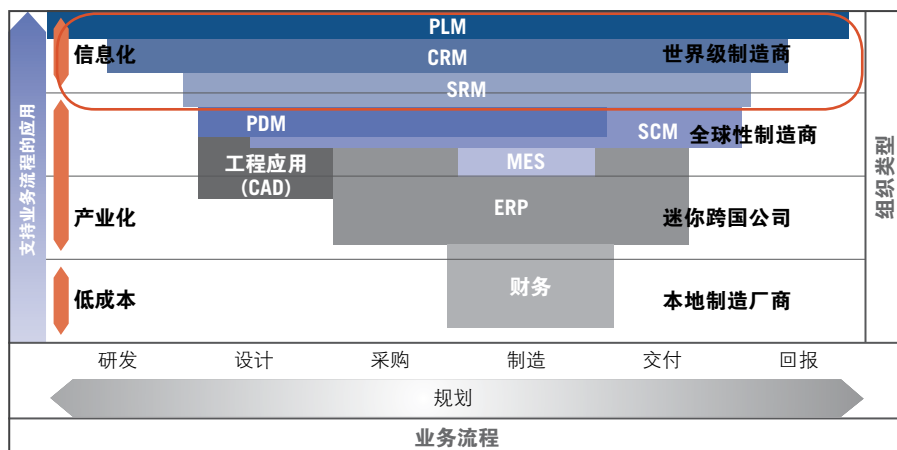 支持业务流程的应用
PLM
信息化
CRM
世界级制造商
SRM
PDM
SCM
全球性制造商
工程应用
(CAD)
MES
产业化
ERP
迷你跨国公司
低成本
财务
本地制造厂商
组织类型
研发
设计
采购
制造
交付
回报
规划
业务流程